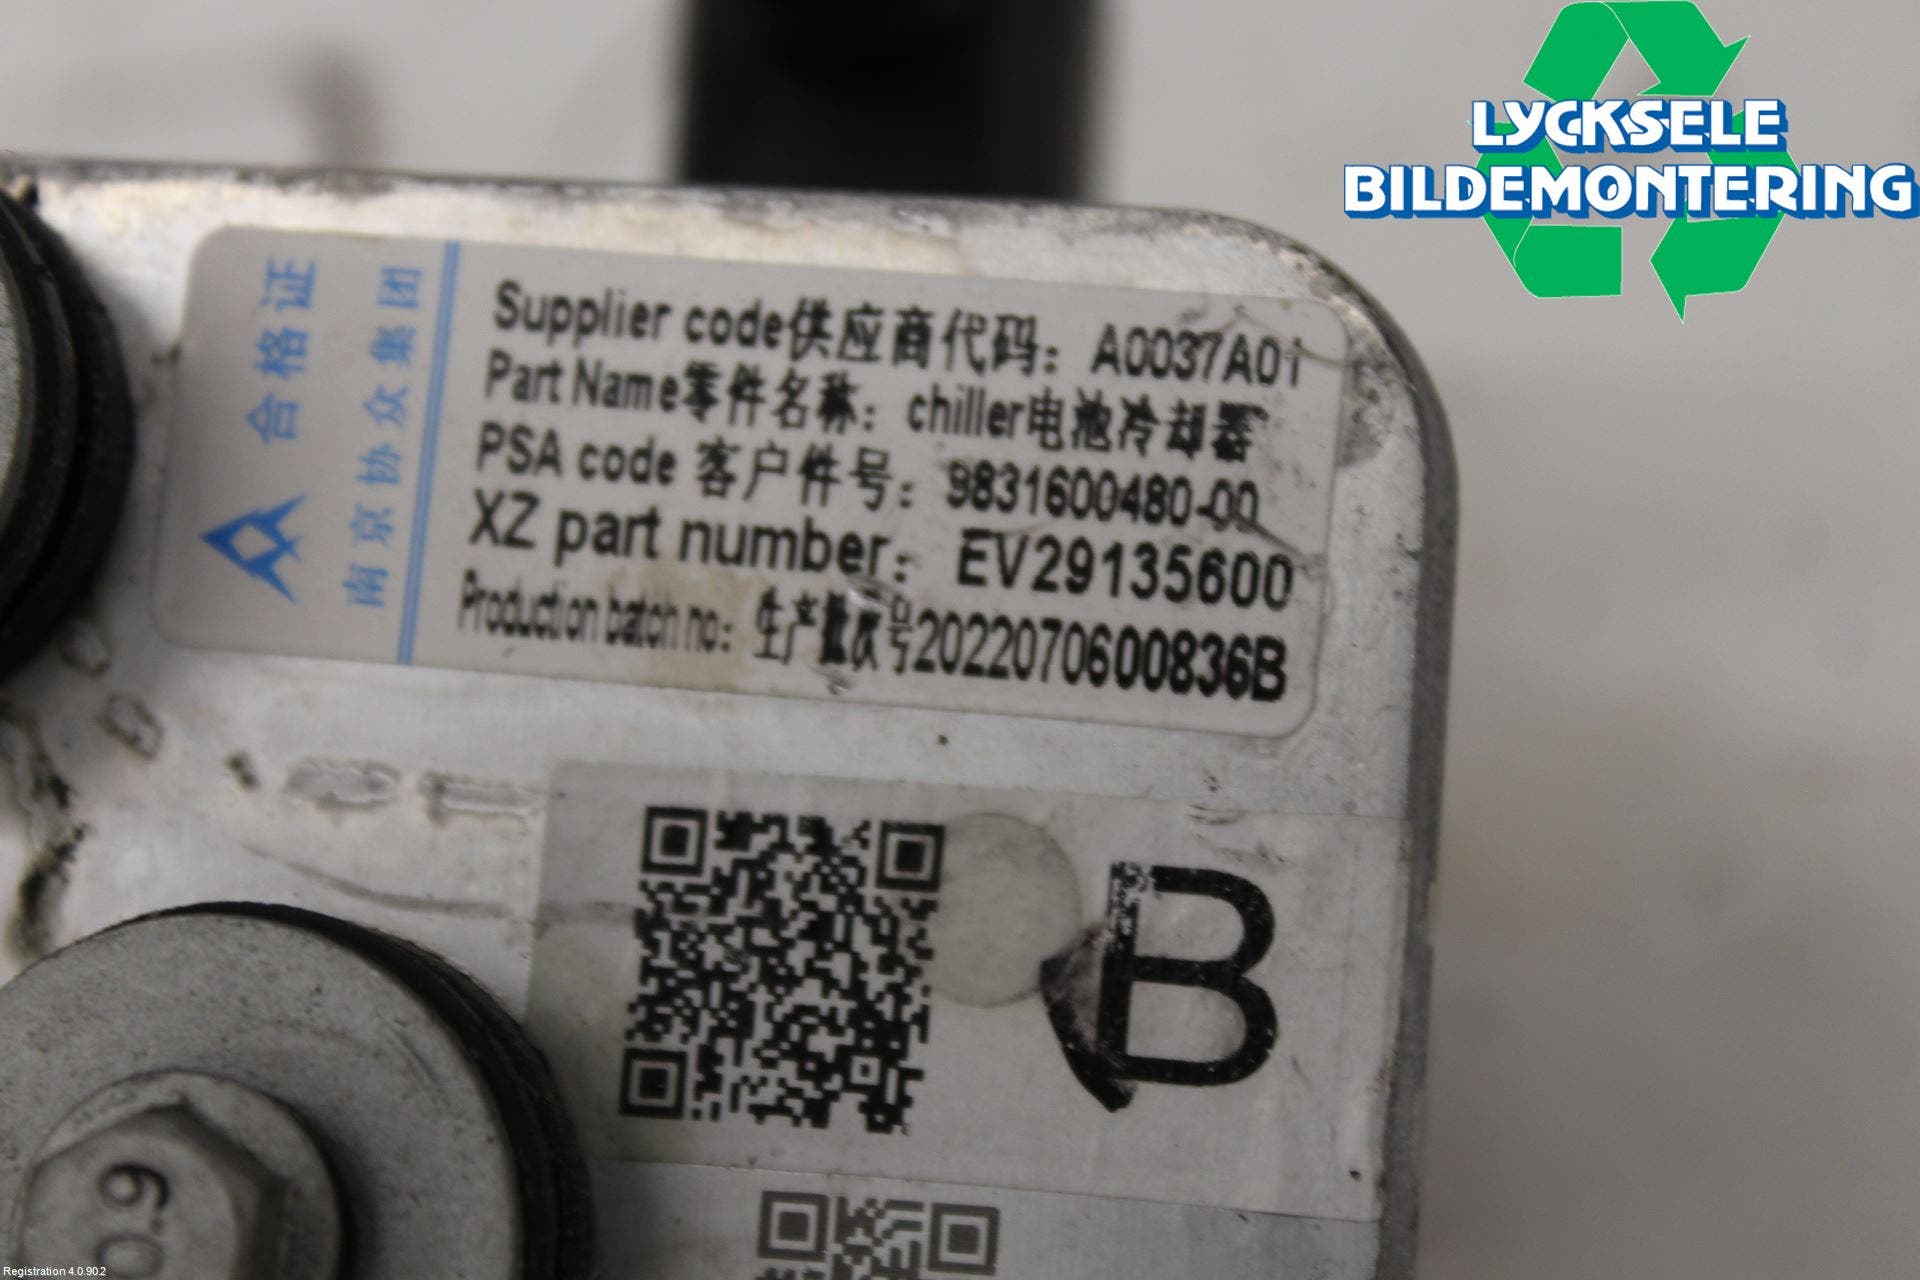 LYCKSELE
BILDEMONTERING
合格证
南京协众集团
Supplier code供应商代码：A0037A01
Part Name零件名称：chiller电池冷却器
PSA code 客户件号：9831600480-00
XZ part number：EV29135600
Production batch no：生产批次号2022070600836B
B
10.9
Registration 4.0.90.2